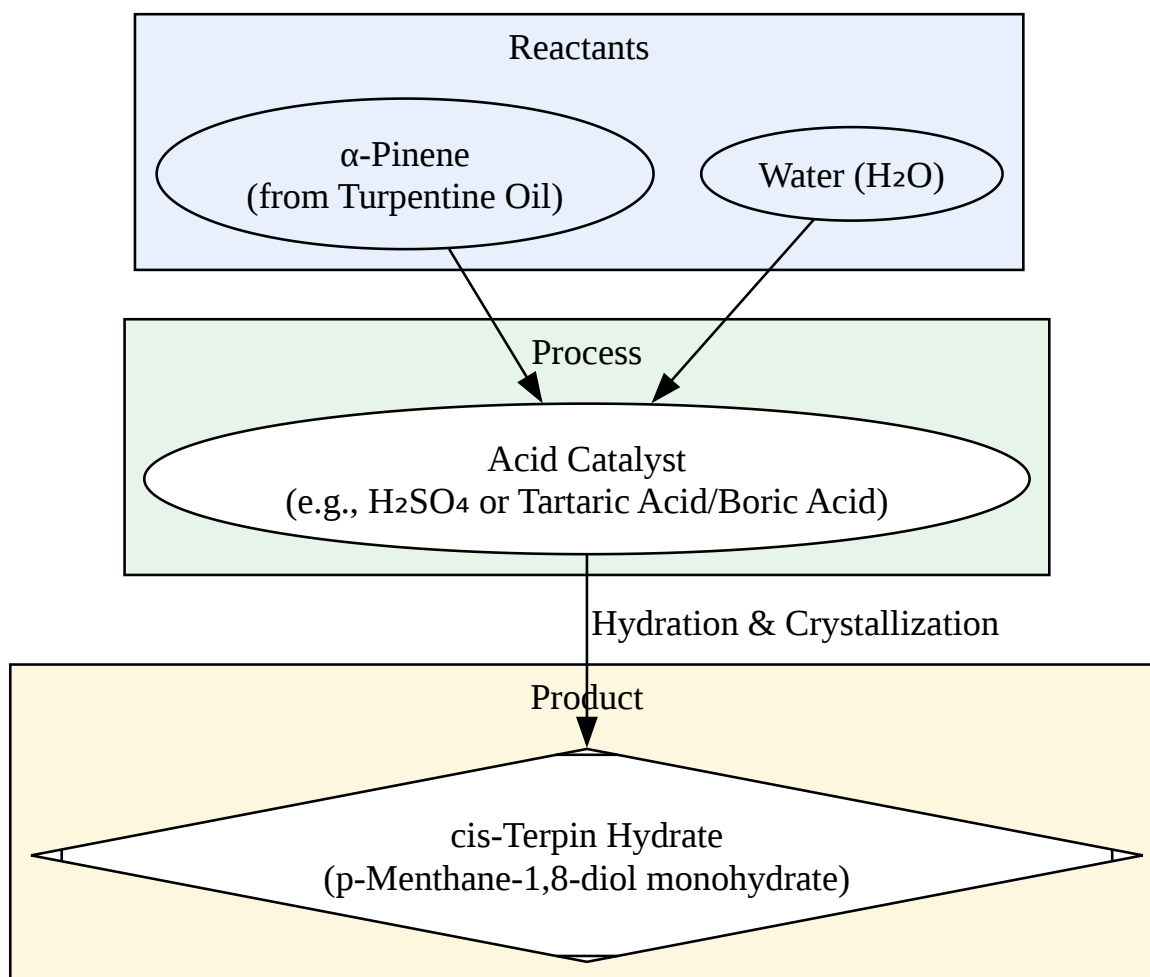 Reactants
α-Pinene
(from Turpentine Oil)
Water (H₂O)
Process
Acid Catalyst
(e.g., H₂SO₄ or Tartaric Acid/Boric Acid)
Hydration & Crystallization
Product
cis-Terpin Hydrate
(p-Menthane-1,8-diol monohydrate)